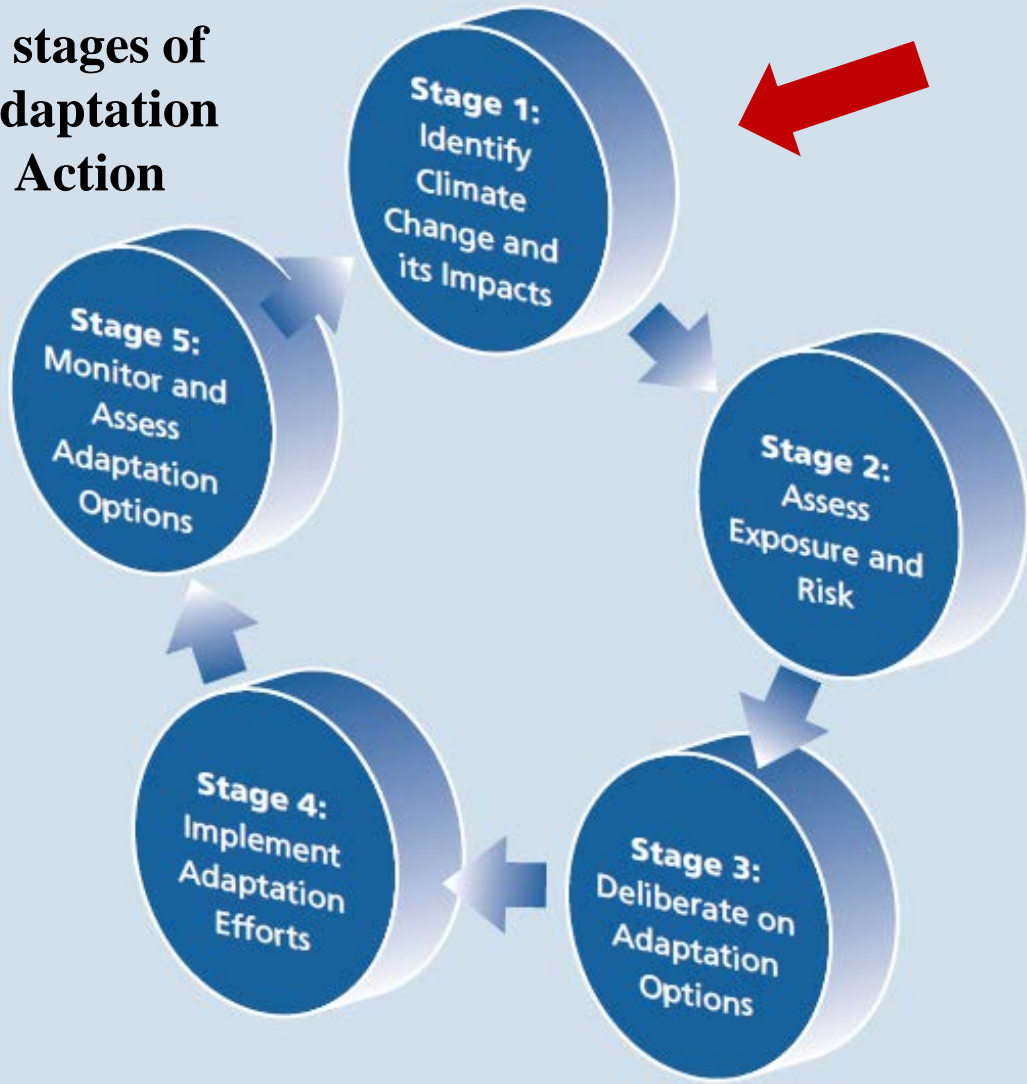 stages of
daptation
Action
Stage 1:
Identify
Climate
Change and
its Impacts
Stage 2:
Assess
Exposure and
Risk
Stage 3:
Deliberate on
Adaptation
Options
Stage 4:
Implement
Adaptation
Efforts
Stage 5:
Monitor and
Assess
Adaptation
Options